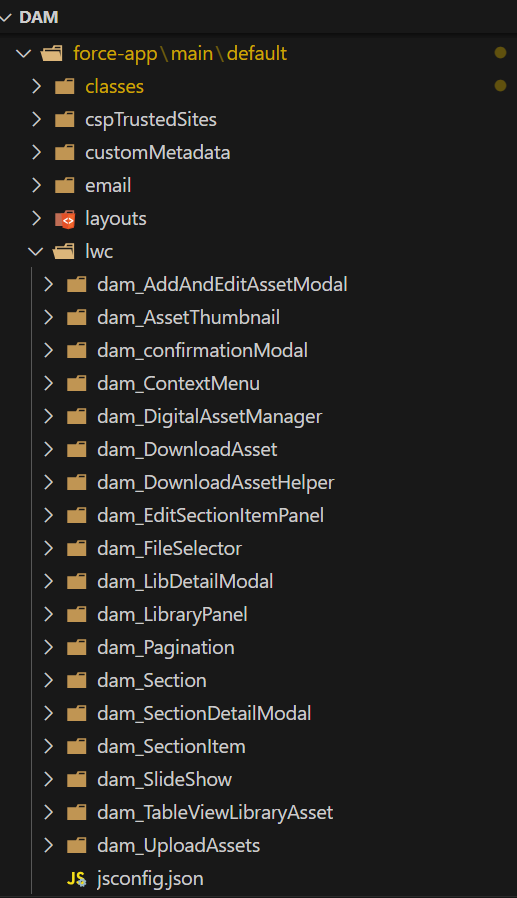 DAM
force-app\main\default
classes
cspTrustedSites
customMetadata
email
layouts
lwc
dam_AddAndEditAssetModal
dam_AssetThumbnail
dam_confirmationModal
dam_ContextMenu
dam_DigitalAssetManager
dam_DownloadAsset
dam_DownloadAssetHelper
dam_EditSectionItemPanel
dam_FileSelector
dam_LibDetailModal
dam_LibraryPanel
dam_Pagination
dam_Section
dam_SectionDetailModal
dam_SectionItem
dam_SlideShow
dam_TableViewLibraryAsset
dam_UploadAssets
JS jsconfig.json